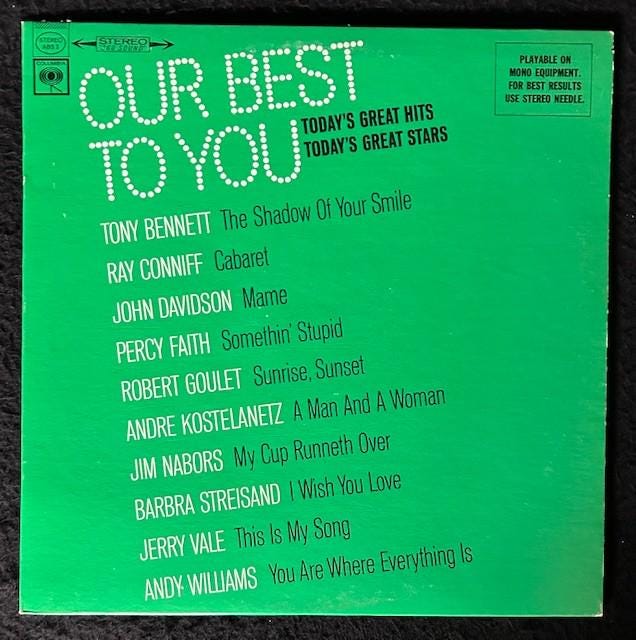 STEREO
STEREO
"360 SOUND"
COLUMBIA
OUR BEST
TO YOU
TODAY'S GREAT HITS
TODAY'S GREAT STARS
PLAYABLE ON
MONO EQUIPMENT.
FOR BEST RESULTS
USE STEREO NEEDLE.
TONY BENNETT The Shadow Of Your Smile
RAY CONNIFF Cabaret
JOHN DAVIDSON Mame
PERCY FAITH Somethin' Stupid
ROBERT GOULET Sunrise, Sunset
ANDRE KOSTELANETZ A Man And A Woman
JIM NABORS My Cup Runneth Over
BARBRA STREISAND I Wish You Love
JERRY VALE This Is My Song
ANDY WILLIAMS You Are Where Everything Is